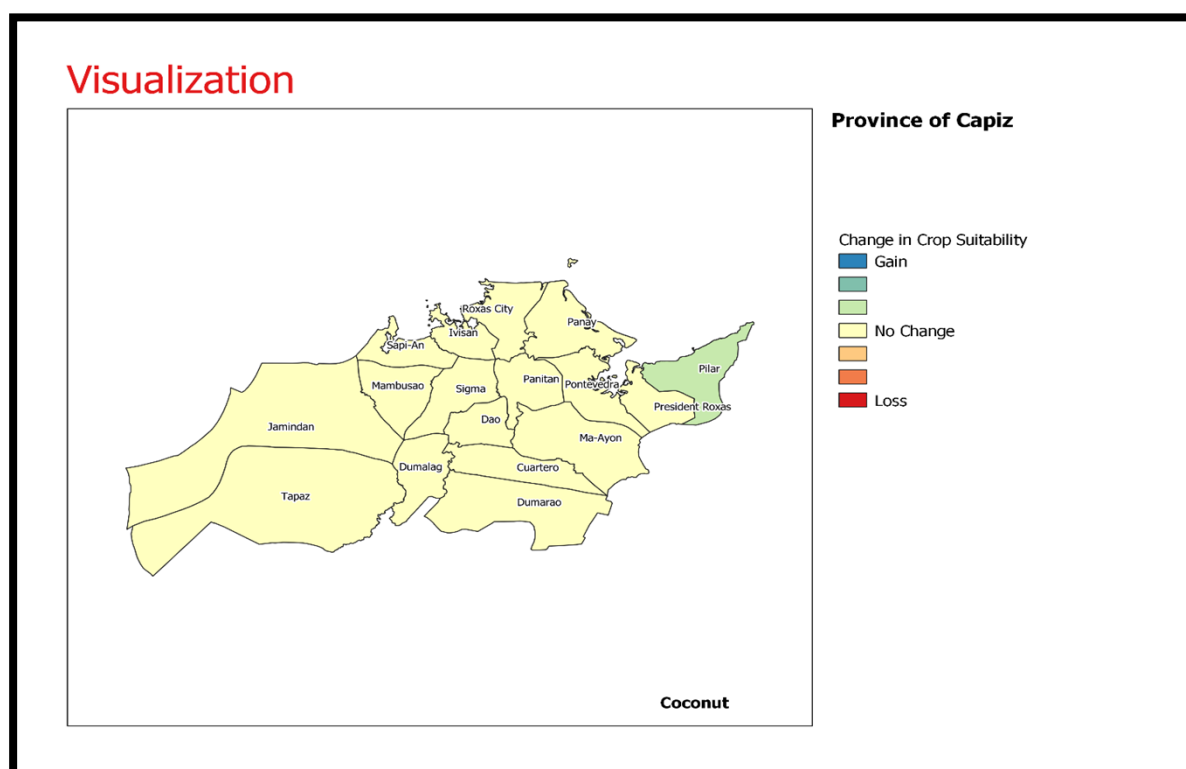 Visualization
Province of Capiz
Change in Crop Suitability
Gain
No Change
Loss
Roxas City
Panay
Ivisan
Sapi-An
Pilar
Mambusao
Sigma
Panitan
Pontevedra
President Roxas
Dao
Jamindan
Ma-Ayon
Dumalag
Cuartero
Tapaz
Dumarao
Coconut